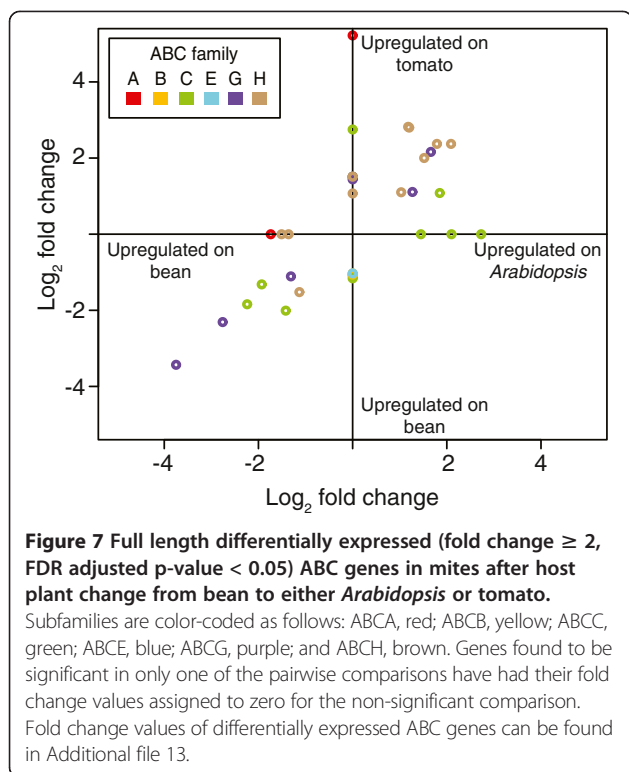 ABC family
A B C E G H
Upregulated on
tomato
4
2
0
-2
-4
Log2 fold change
Upregulated on
bean
Upregulated on
Arabidopsis
Upregulated on
bean
-4 -2 0 2 4
Log2 fold change
Figure 7 Full length differentially expressed (fold change ≥ 2,
FDR adjusted p-value < 0.05) ABC genes in mites after host
plant change from bean to either Arabidopsis or tomato.
Subfamilies are color-coded as follows: ABCA, red; ABCB, yellow; ABCC,
green; ABCE, blue; ABCG, purple; and ABCH, brown. Genes found to be
significant in only one of the pairwise comparisons have had their fold
change values assigned to zero for the non-significant comparison.
Fold change values of differentially expressed ABC genes can be found
in Additional file 13.